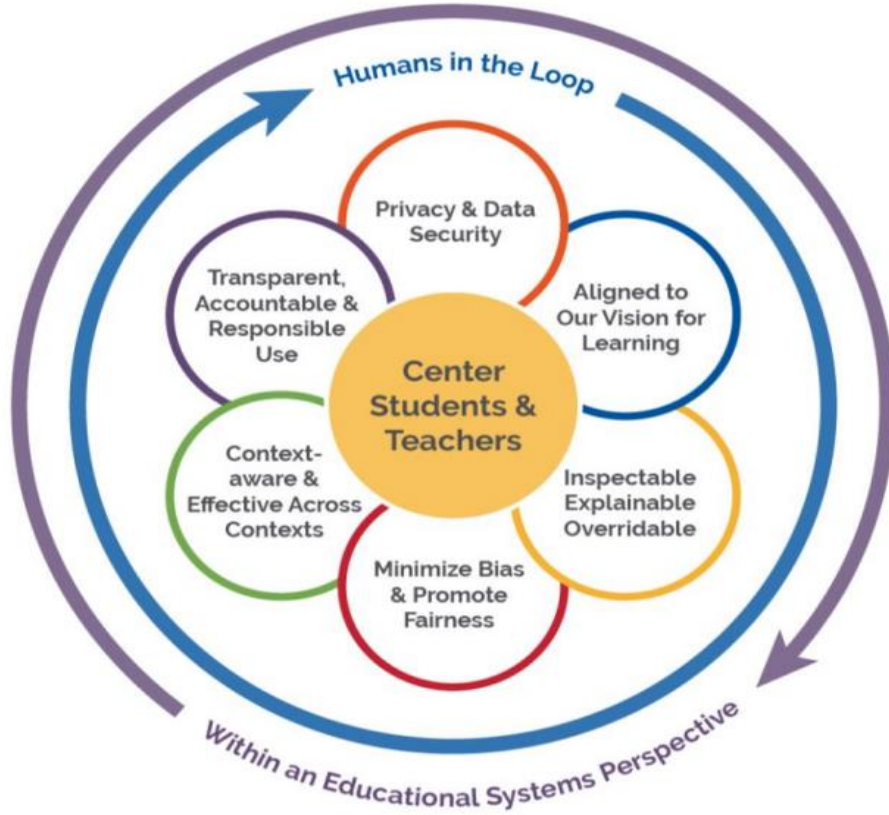 Humans in the Loop
Privacy & Data
Security
Aligned to
Our Vision for
Learning
Inspectable
Explainable
Overridable
Minimize Bias
& Promote
Fairness
Context-
aware &
Effective Across
Contexts
Transparent,
Accountable &
Responsible
Use
Center
Students &
Teachers
Within an Educational Systems Perspective